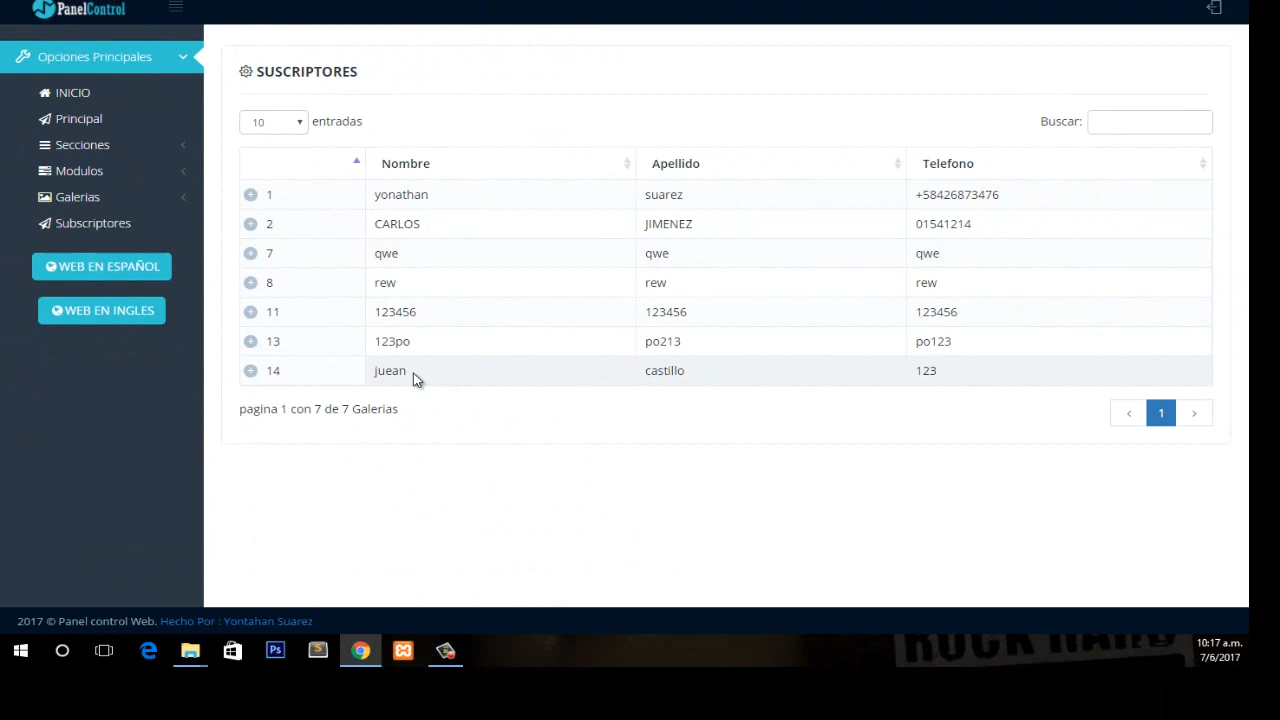 PanelControl
Opciones Principales
INICIO
Principal
Secciones
Modulos
Galerias
Subscriptores
WEB EN ESPAÑOL
WEB EN INGLES
SUSCRIPTORES
10 entradas
Buscar:
Nombre Apellido Telefono
1 yonathan suarez +58426873476
2 CARLOS JIMENEZ 01541214
7 qwe qwe qwe
8 rew rew rew
11 123456 123456 123456
13 123po po213 po123
14 juean castillo 123
pagina 1 con 7 de 7 Galerias
‹ 1 ›
2017 © Panel control Web. Hecho Por : Yontahan Suarez
Ps
S
ROCK HARD
10:17 a.m.
7/6/2017